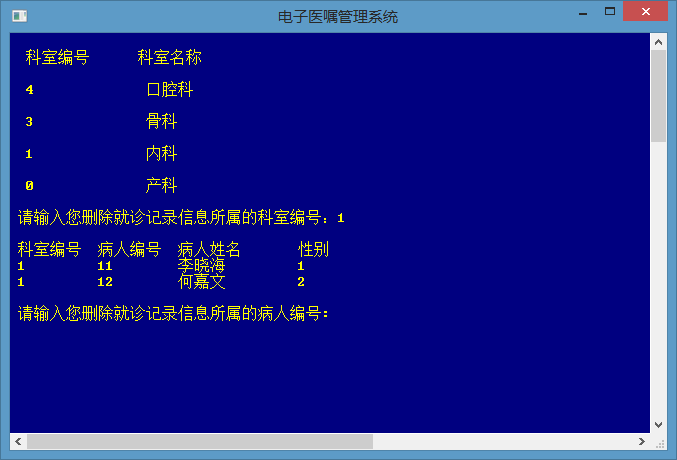 电子医嘱管理系统
科室编号 科室名称
4 口腔科
3 骨科
1 内科
0 产科
请输入您删除就诊记录信息所属的科室编号：1
科室编号 病人编号 病人姓名 性别
1 11 李晓海 1
1 12 何嘉文 2
请输入您删除就诊记录信息所属的病人编号：